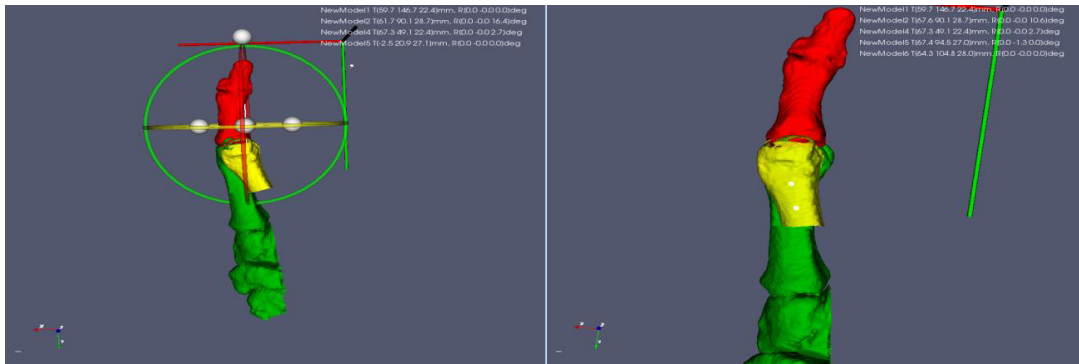 NewModel1 T(59.7 146.7 22.4)mm, R(0.0 -0.0 0.0)deg
NewModel2 T(61.7 90.1 28.7)mm, R(0.0 -0.0 16.4)deg
NewModel4 T(67.3 49.1 22.4)mm, R(0.0 -0.0 2.7)deg
NewModel5 T(-2.5 20.9 27.1)mm, R(0.0 -0.0 0.0)deg
NewModel1 T(59.7 146.7 22.4)mm, R(0.0 -0.0 0.0)deg
NewModel2 T(67.6 90.1 28.7)mm, R(0.0 -0.0 10.6)deg
NewModel4 T(67.3 49.1 22.4)mm, R(0.0 -0.0 2.7)deg
NewModel5 T(67.4 94.5 27.0)mm, R(0.0 -1.3 0.0)deg
NewModel6 T(64.3 104.8 28.0)mm, R(0.0 -0.0 0.0)deg